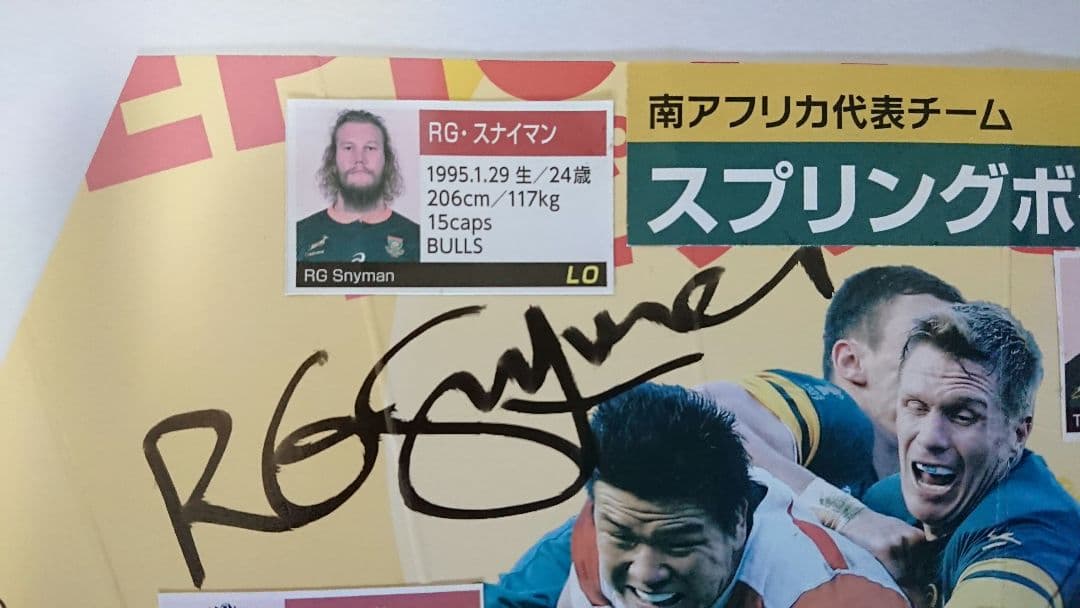 RG・スナイマン
1995.1.29 生／24歳
206cm／117kg
15caps
BULLS
RG Snyman
LO
南アフリカ代表チーム
スプリングボ
RG Snyman